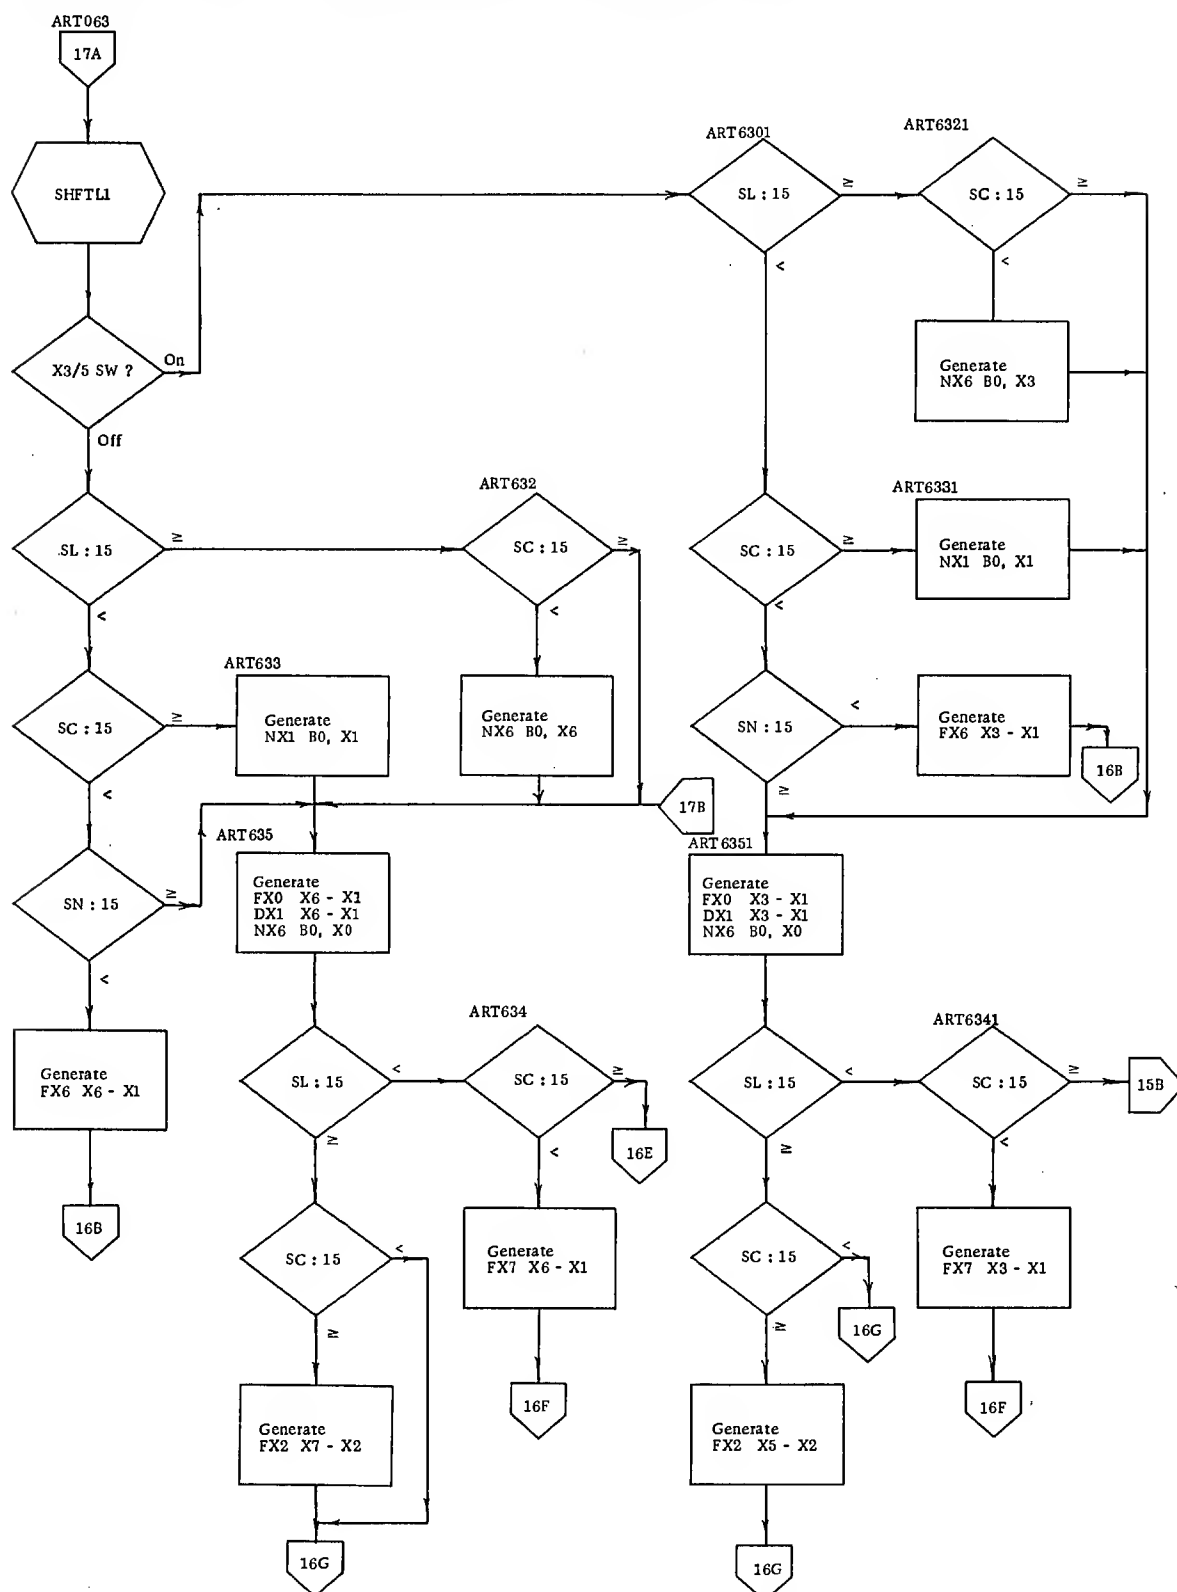 ART063
17A
SHFTL1
X3/5 SW ?
On
Off
ART6301
SL : 15
≥
<
ART6321
SC : 15
≥
<
Generate
NX6 B0, X3
SL : 15
≥
<
ART632
SC : 15
≥
<
SC : 15
≥
<
ART6331
Generate
NX1 B0, X1
SC : 15
≥
<
ART633
Generate
NX1 B0, X1
Generate
NX6 B0, X6
SN : 15
<
≥
Generate
FX6 X3 - X1
16B
17B
SN : 15
≥
<
ART635
Generate
FX0 X6 - X1
DX1 X6 - X1
NX6 B0, X0
ART6351
Generate
FX0 X3 - X1
DX1 X3 - X1
NX6 B0, X0
Generate
FX6 X6 - X1
16B
SL : 15
<
≥
ART634
SC : 15
≥
<
16E
SL : 15
<
≥
ART6341
SC : 15
≥
<
15B
SC : 15
<
≥
Generate
FX7 X6 - X1
16F
SC : 15
<
≥
16G
Generate
FX7 X3 - X1
16F
Generate
FX2 X7 - X2
16G
Generate
FX2 X5 - X2
16G